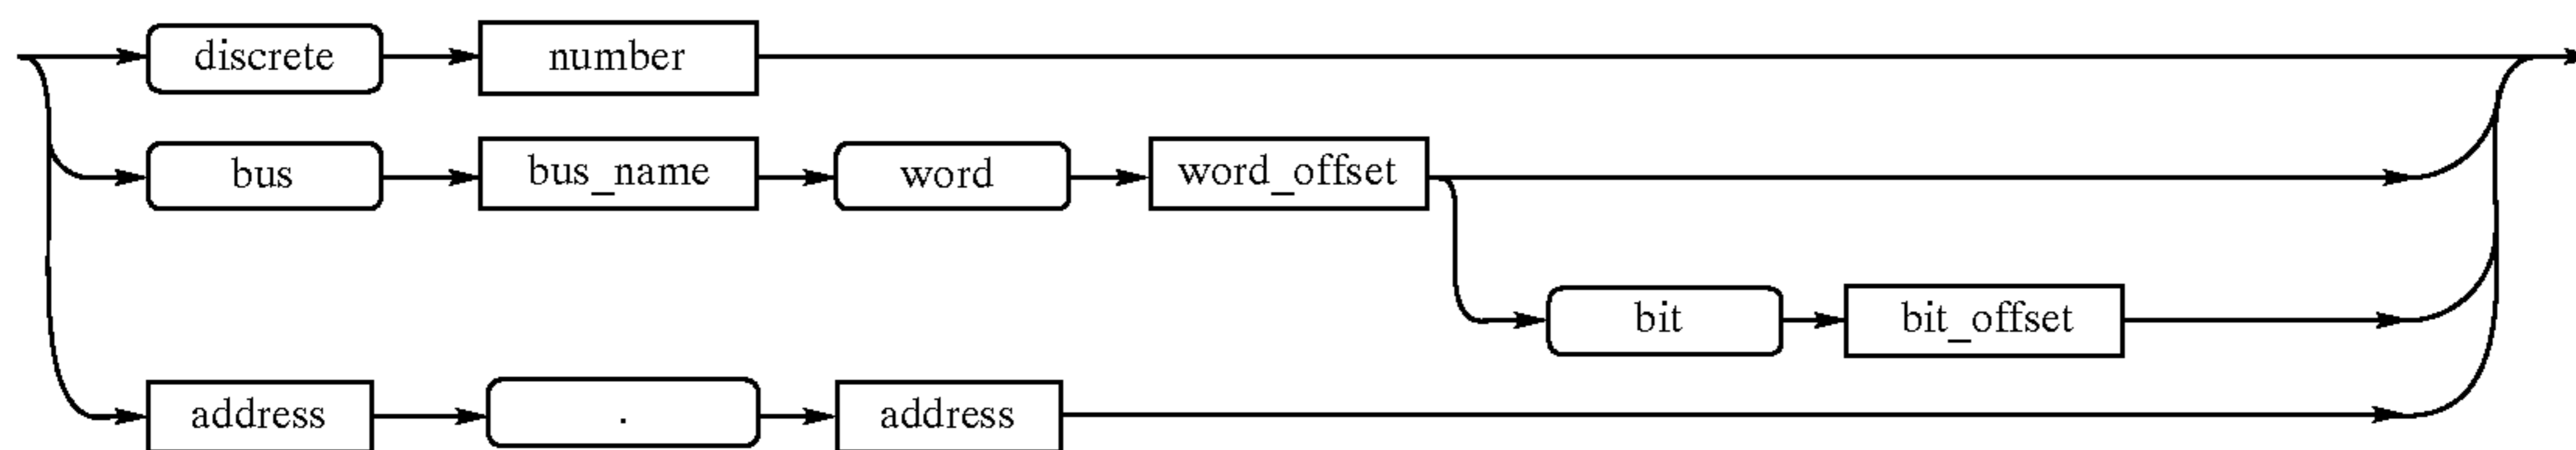 discrete number
bus bus_name word word_offset
bit bit_offset
address . address